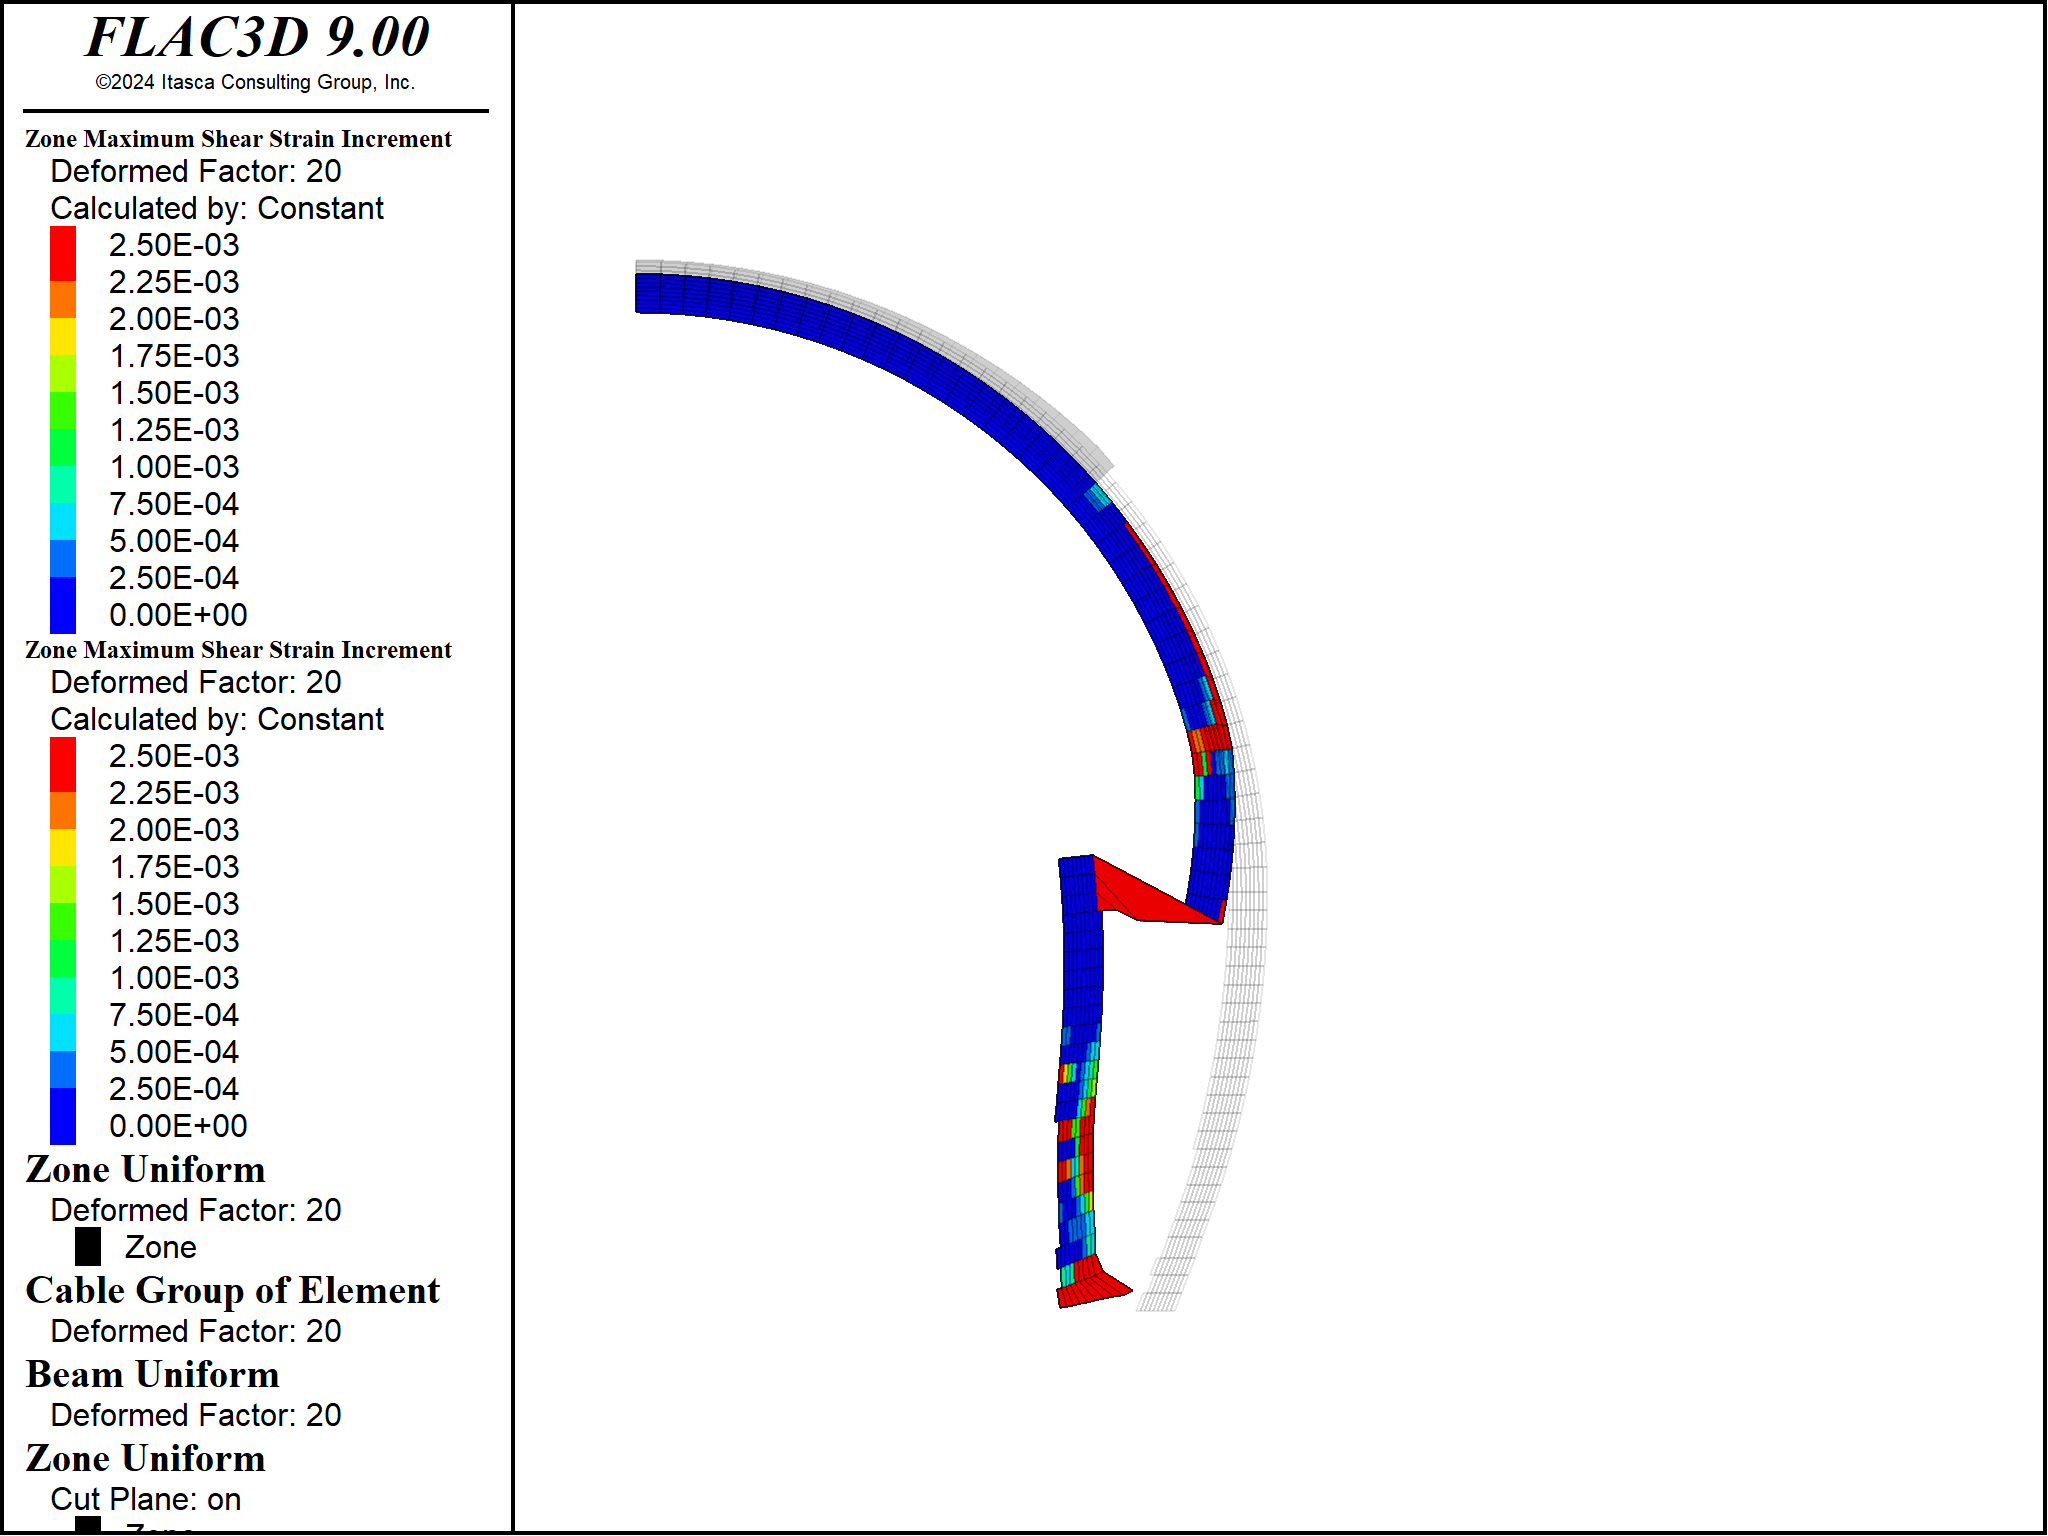 FLAC3D 9.00
©2024 Itasca Consulting Group, Inc.
Zone Maximum Shear Strain Increment
Deformed Factor: 20
Calculated by: Constant
2.50E-03
2.25E-03
2.00E-03
1.75E-03
1.50E-03
1.25E-03
1.00E-03
7.50E-04
5.00E-04
2.50E-04
0.00E+00
Zone Maximum Shear Strain Increment
Deformed Factor: 20
Calculated by: Constant
2.50E-03
2.25E-03
2.00E-03
1.75E-03
1.50E-03
1.25E-03
1.00E-03
7.50E-04
5.00E-04
2.50E-04
0.00E+00
Zone Uniform
Deformed Factor: 20
Zone
Cable Group of Element
Deformed Factor: 20
Beam Uniform
Deformed Factor: 20
Zone Uniform
Cut Plane: on